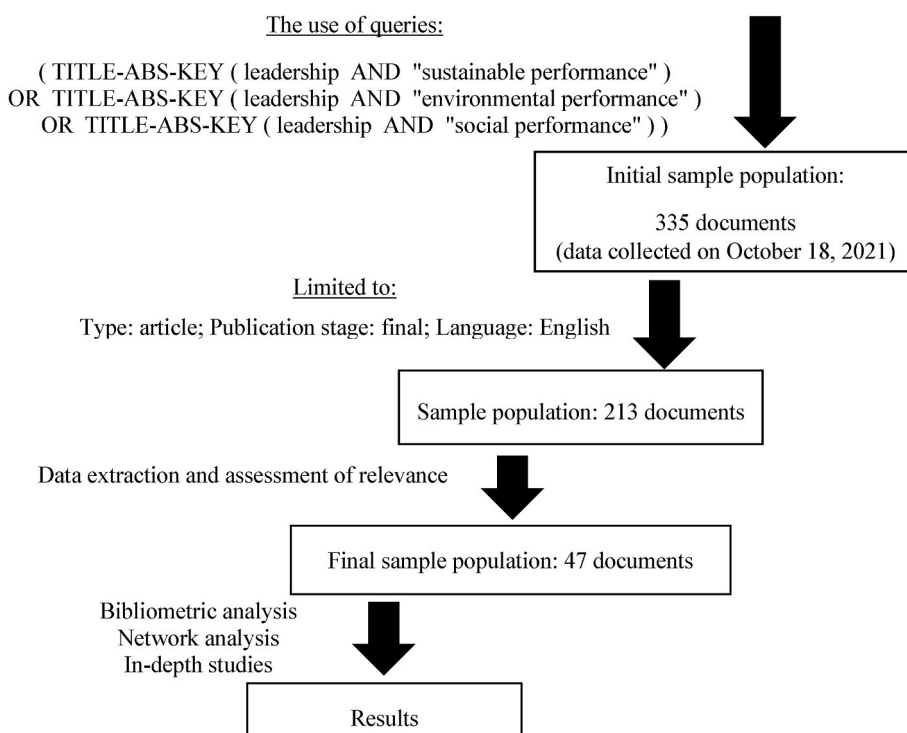 The use of queries:
( TITLE-ABS-KEY ( leadership AND "sustainable performance" )
OR TITLE-ABS-KEY ( leadership AND "environmental performance" )
OR TITLE-ABS-KEY ( leadership AND "social performance" ) )
Initial sample population:
335 documents
(data collected on October 18, 2021)
Limited to:
Type: article; Publication stage: final; Language: English
Sample population: 213 documents
Data extraction and assessment of relevance
Final sample population: 47 documents
Bibliometric analysis
Network analysis
In-depth studies
Results